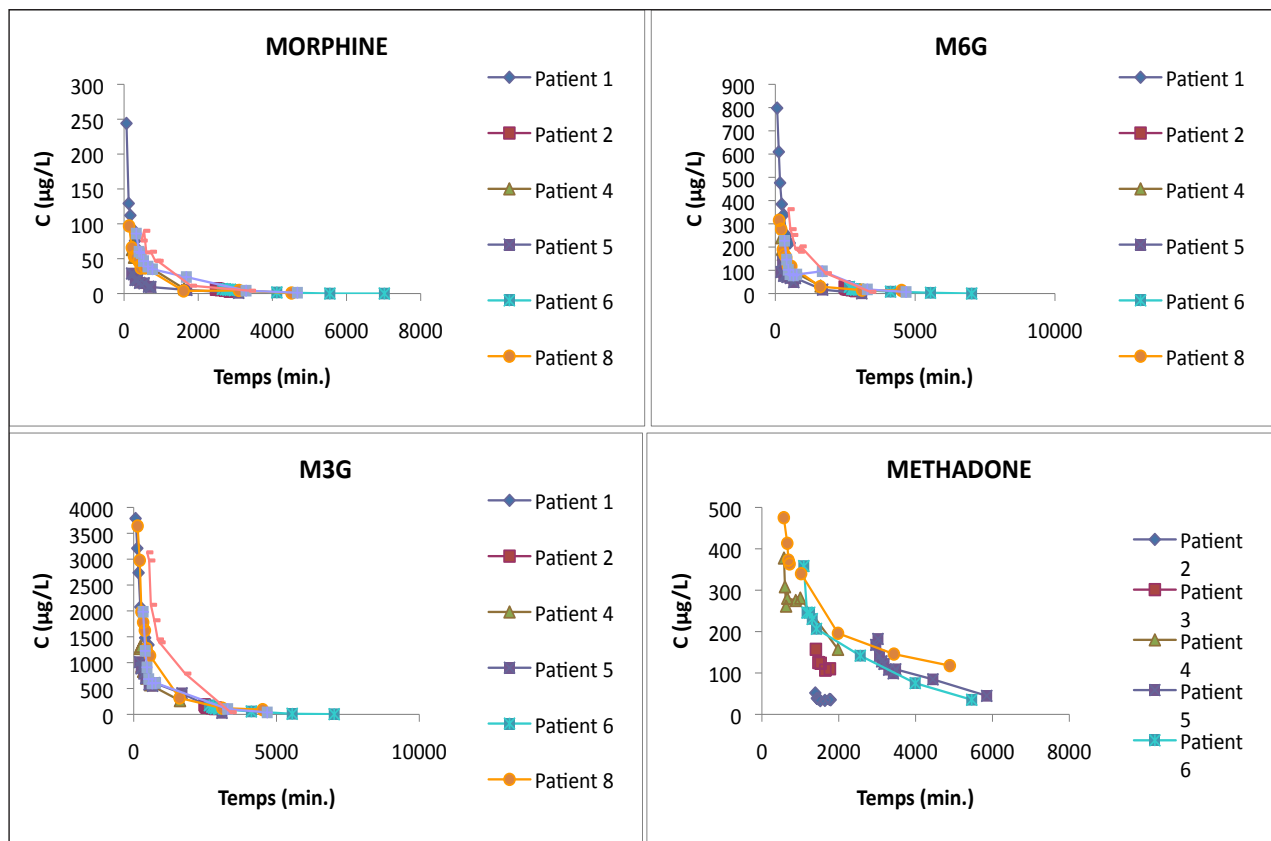 MORPHINE
C (µg/L)
300
250
200
150
100
50
0
0 2000 4000 6000 8000
Temps (min.)
Patient 1
Patient 2
Patient 4
Patient 5
Patient 6
Patient 8
M6G
C (µg/L)
900
800
700
600
500
400
300
200
100
0
0 5000 10000
Temps (min.)
Patient 1
Patient 2
Patient 4
Patient 5
Patient 6
Patient 8
M3G
C (µg/L)
4000
3500
3000
2500
2000
1500
1000
500
0
0 5000 10000
Temps (min.)
Patient 1
Patient 2
Patient 4
Patient 5
Patient 6
Patient 8
METHADONE
C (µg/L)
500
400
300
200
100
0
0 2000 4000 6000 8000
Temps (min.)
Patient
2
Patient
3
Patient
4
Patient
5
Patient
6